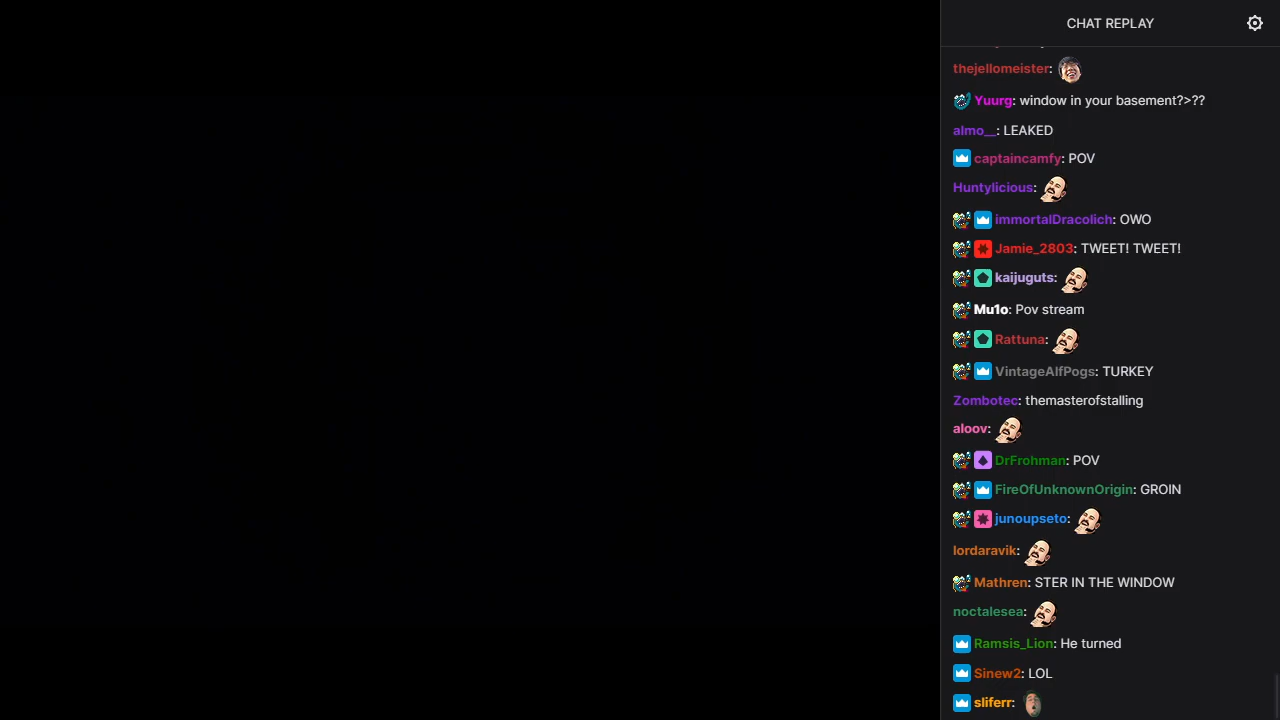 CHAT REPLAY
thejellomeister:
Yuurg: window in your basement?>??
almo__: LEAKED
captaincamfy: POV
Huntylicious:
immortalDracolich: OWO
Jamie_2803: TWEET! TWEET!
kaijuguts:
Mu1o: Pov stream
Rattuna:
VintageAlfPogs: TURKEY
Zombotec: themasterofstalling
aloov:
DrFrohman: POV
FireOfUnknownOrigin: GROIN
junoupseto:
lordaravik:
Mathren: STER IN THE WINDOW
noctalesea:
Ramsis_Lion: He turned
Sinew2: LOL
sliferr: